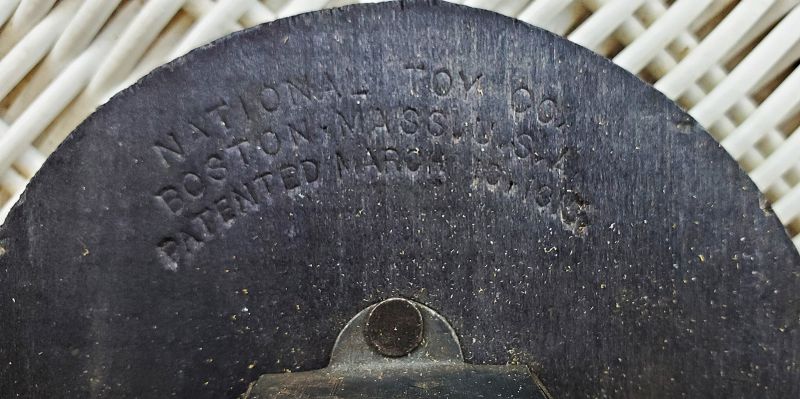 NATIONAL TOY CO.
BOSTON, MASS. U.S.A.
PATENTED MARCH